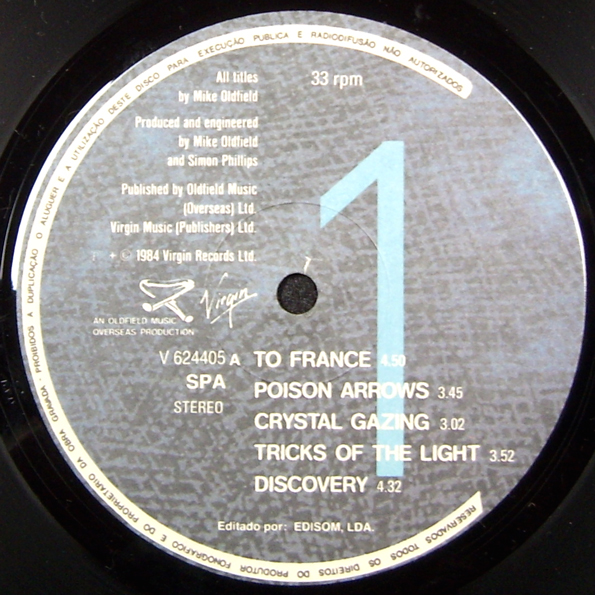 RESERVADOS TODOS OS DIREITOS DO PRODUTOR FONOGRÁFICO E DO PROPRIETÁRIO DA OBRA GRAVADA - PROIBIDOS A DUPLICAÇÃO O ALUGUER E A UTILIZAÇÃO DESTE DISCO PARA EXECUÇÃO PUBLICA E RADIODIFUSÃO NÃO AUTORIZADOS
All titles
by Mike Oldfield
33 rpm
Produced and engineered
by Mike Oldfield
and Simon Phillips
Published by Oldfield Music
(Overseas) Ltd.
Virgin Music (Publishers) Ltd.
+ © 1984 Virgin Records Ltd.
1
Virgin
AN OLDFIELD MUSIC
OVERSEAS PRODUCTION
V 624405 A
SPA
STEREO
TO FRANCE 4.50
POISON ARROWS 3.45
CRYSTAL GAZING 3.02
TRICKS OF THE LIGHT 3.52
DISCOVERY 4.32
Editado por: EDISOM, LDA.